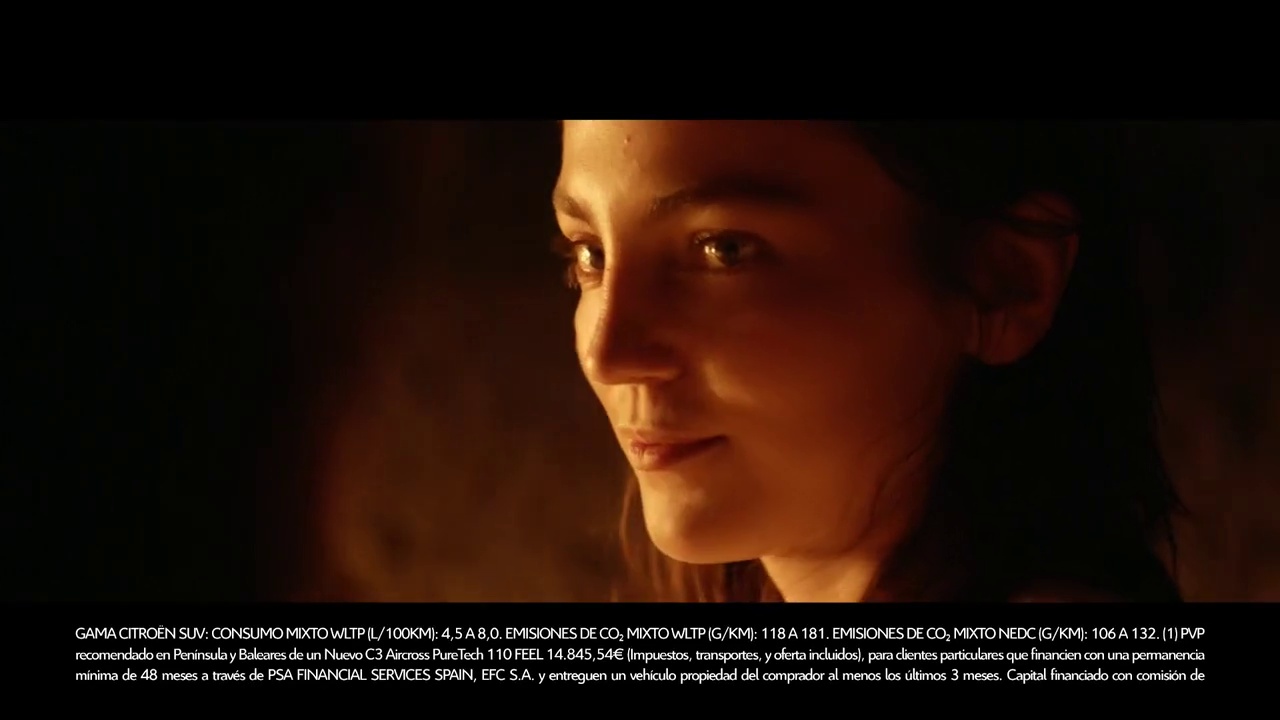 GAMA CITROËN SUV: CONSUMO MIXTO WLTP (L/100KM): 4,5 A 8,0. EMISIONES DE CO₂ MIXTO WLTP (G/KM): 118 A 181. EMISIONES DE CO₂ MIXTO NEDC (G/KM): 106 A 132. (1) PVP
recomendado en Península y Baleares de un Nuevo C3 Aircross PureTech 110 FEEL 14.845,54€ (Impuestos, transportes, y oferta incluidos), para clientes particulares que financien con una permanencia
mínima de 48 meses a través de PSA FINANCIAL SERVICES SPAIN, EFC S.A. y entreguen un vehículo propiedad del comprador al menos los últimos 3 meses. Capital financiado con comisión de